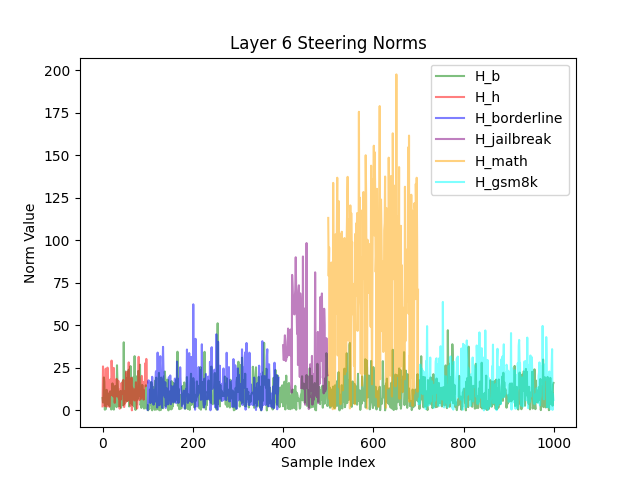 Layer 6 Steering Norms
H_b
H_h
H_borderline
H_jailbreak
H_math
H_gsm8k
Norm Value
200
175
150
125
100
75
50
25
0
0 200 400 600 800 1000
Sample Index